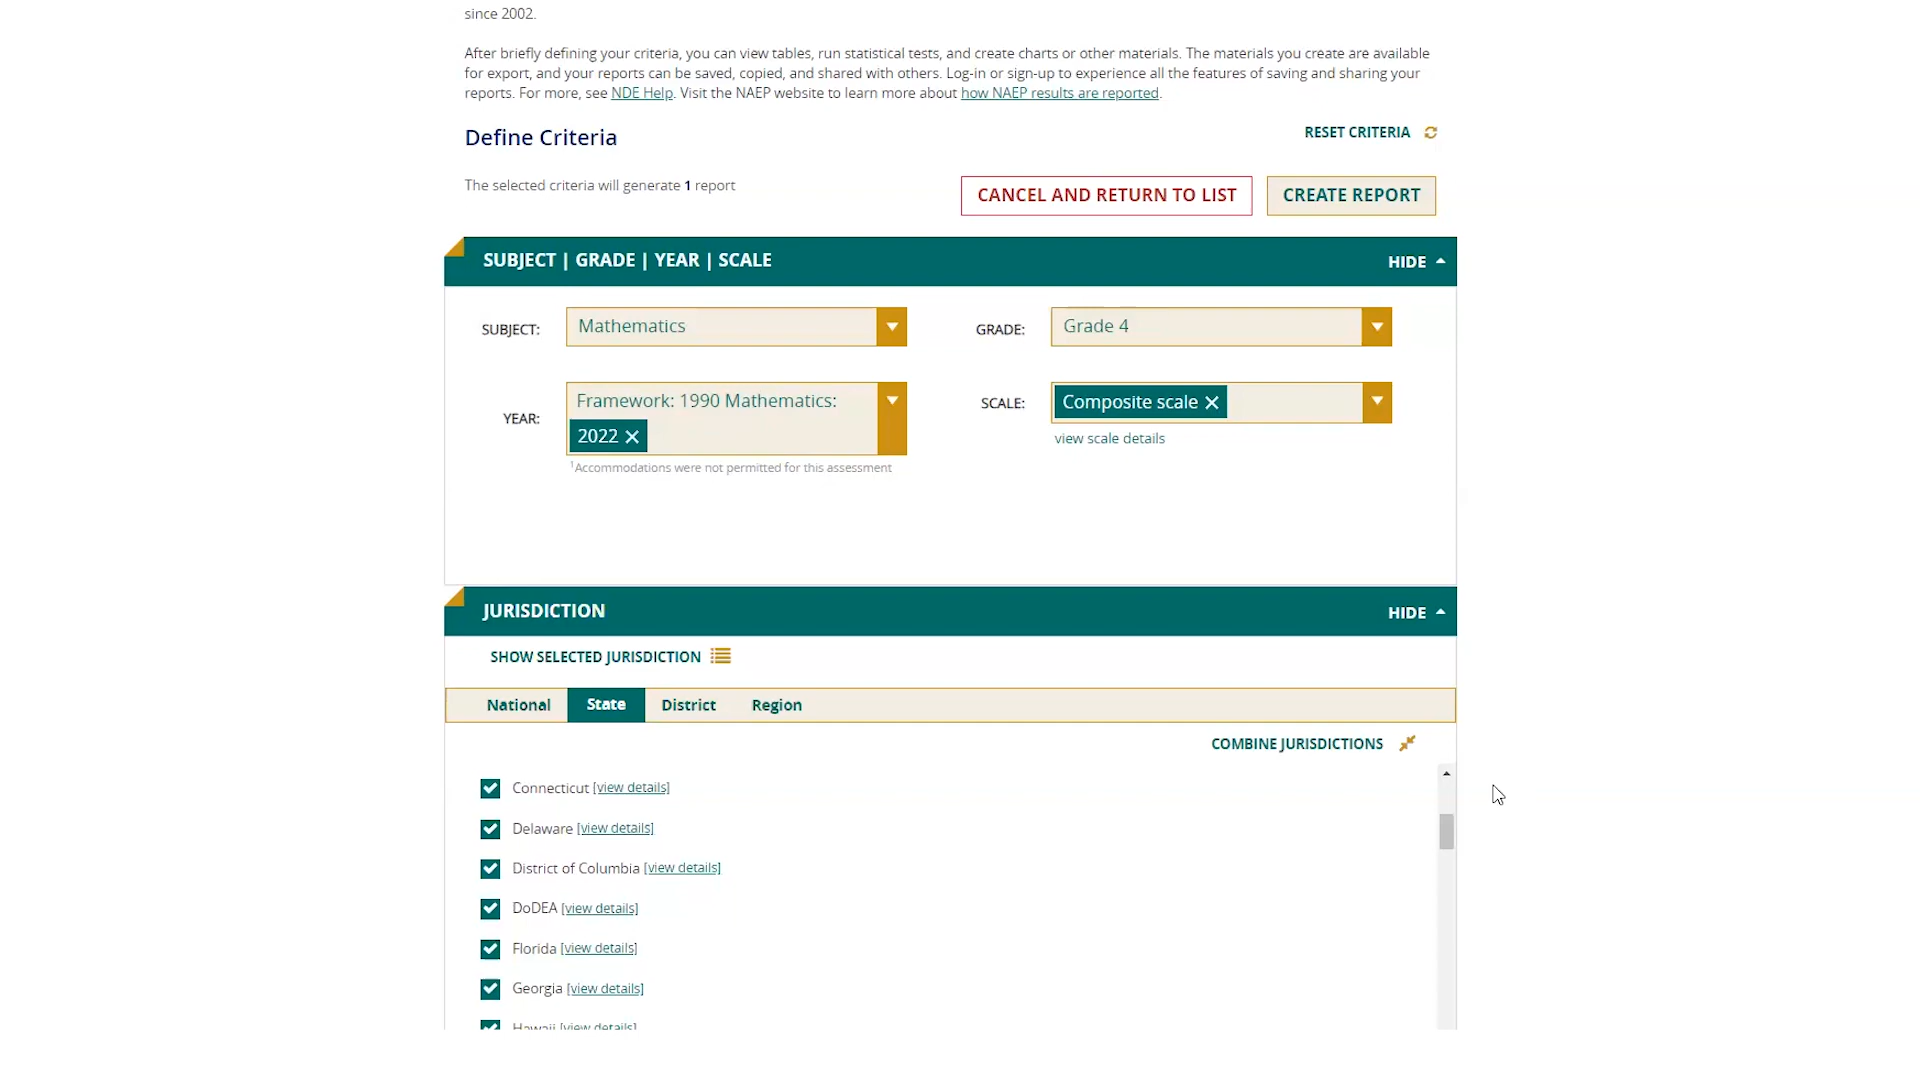 since 2002.
After briefly defining your criteria, you can view tables, run statistical tests, and create charts or other materials. The materials you create are available
for export, and your reports can be saved, copied, and shared with others. Log-in or sign-up to experience all the features of saving and sharing your
reports. For more, see NDE Help. Visit the NAEP website to learn more about how NAEP results are reported.
Define Criteria
RESET CRITERIA
The selected criteria will generate 1 report
CANCEL AND RETURN TO LIST
CREATE REPORT
SUBJECT | GRADE | YEAR | SCALE
HIDE
SUBJECT:
Mathematics
GRADE:
Grade 4
YEAR:
Framework: 1990 Mathematics:
2022
¹Accommodations were not permitted for this assessment
SCALE:
Composite scale
view scale details
JURISDICTION
HIDE
SHOW SELECTED JURISDICTION
National State District Region
COMBINE JURISDICTIONS
Connecticut [view details]
Delaware [view details]
District of Columbia [view details]
DoDEA [view details]
Florida [view details]
Georgia [view details]
Hawaii [view details]